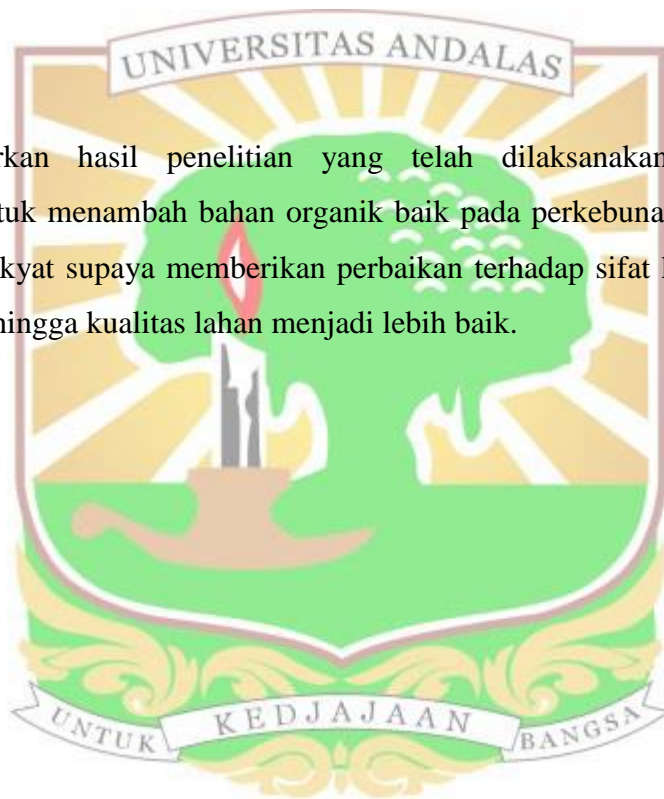 UNIVERSITAS ANDALAS
rkan hasil penelitian yang telah dilaksanakan
tuk menambah bahan organik baik pada perkebuna
kyat supaya memberikan perbaikan terhadap sifat
hingga kualitas lahan menjadi lebih baik.
UNTUK KEDJAJAAN BANGSA